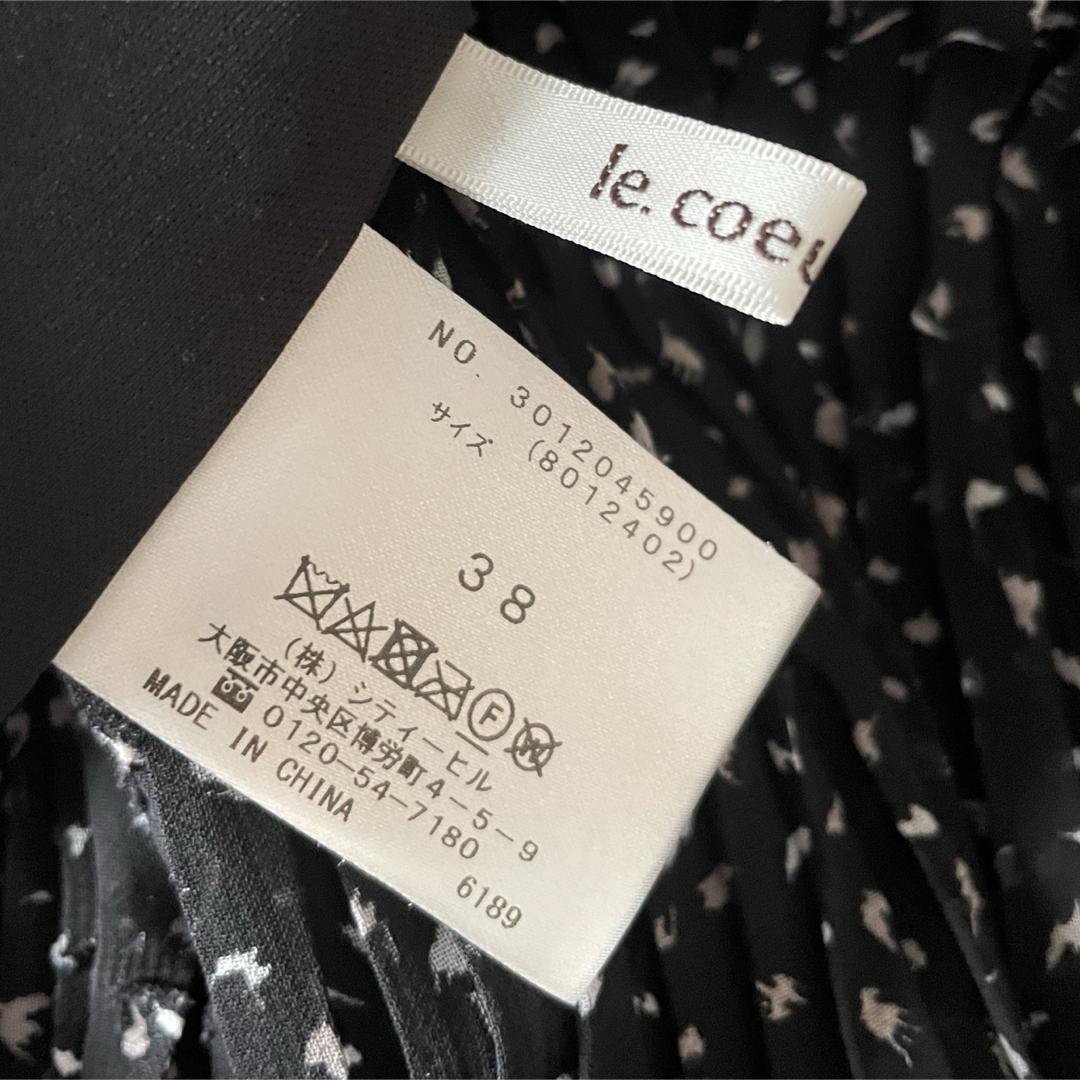 le.coeu
NO. 3012045900
(8012402)
サイズ
38
F
W
(株)シティーヒル
大阪市中央区博労町4-5-9
0120-54-7180
MADE IN CHINA
6189